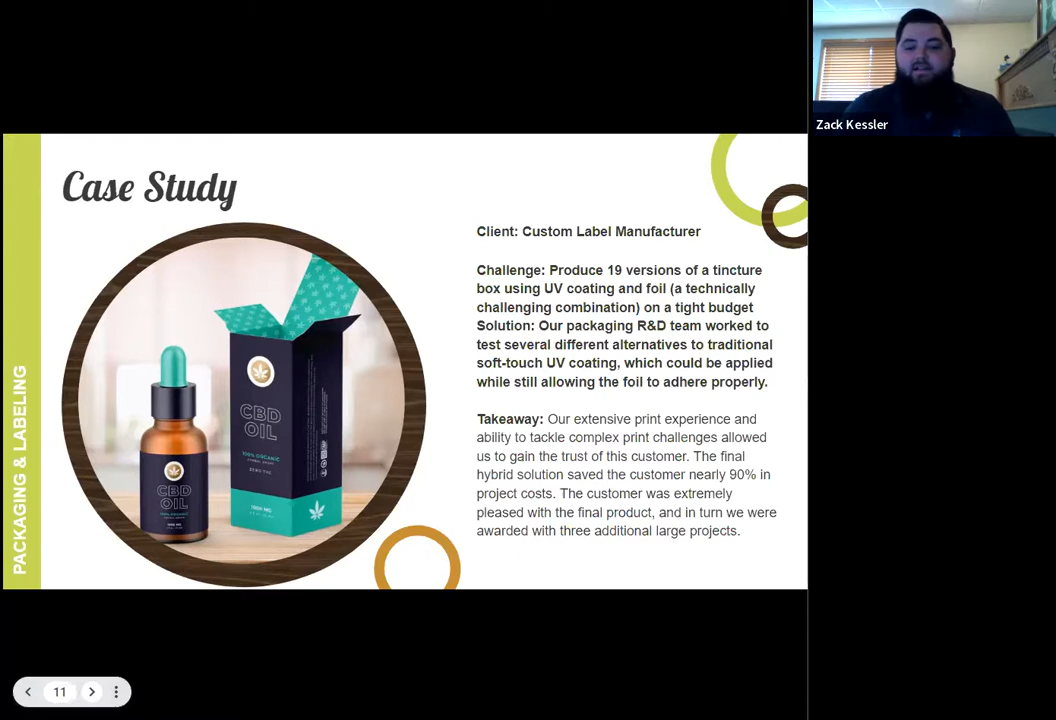 Zack Kessler
Case Study
Client: Custom Label Manufacturer
Challenge: Produce 19 versions of a tincture
box using UV coating and foil (a technically
challenging combination) on a tight budget
Solution: Our packaging R&D team worked to
test several different alternatives to traditional
soft-touch UV coating, which could be applied
while still allowing the foil to adhere properly.
Takeaway: Our extensive print experience and
ability to tackle complex print challenges allowed
us to gain the trust of this customer. The final
hybrid solution saved the customer nearly 90% in
project costs. The customer was extremely
pleased with the final product, and in turn we were
awarded with three additional large projects.
PACKAGING & LABELING
CBD
OIL
100% ORGANIC
CBD
OIL
11